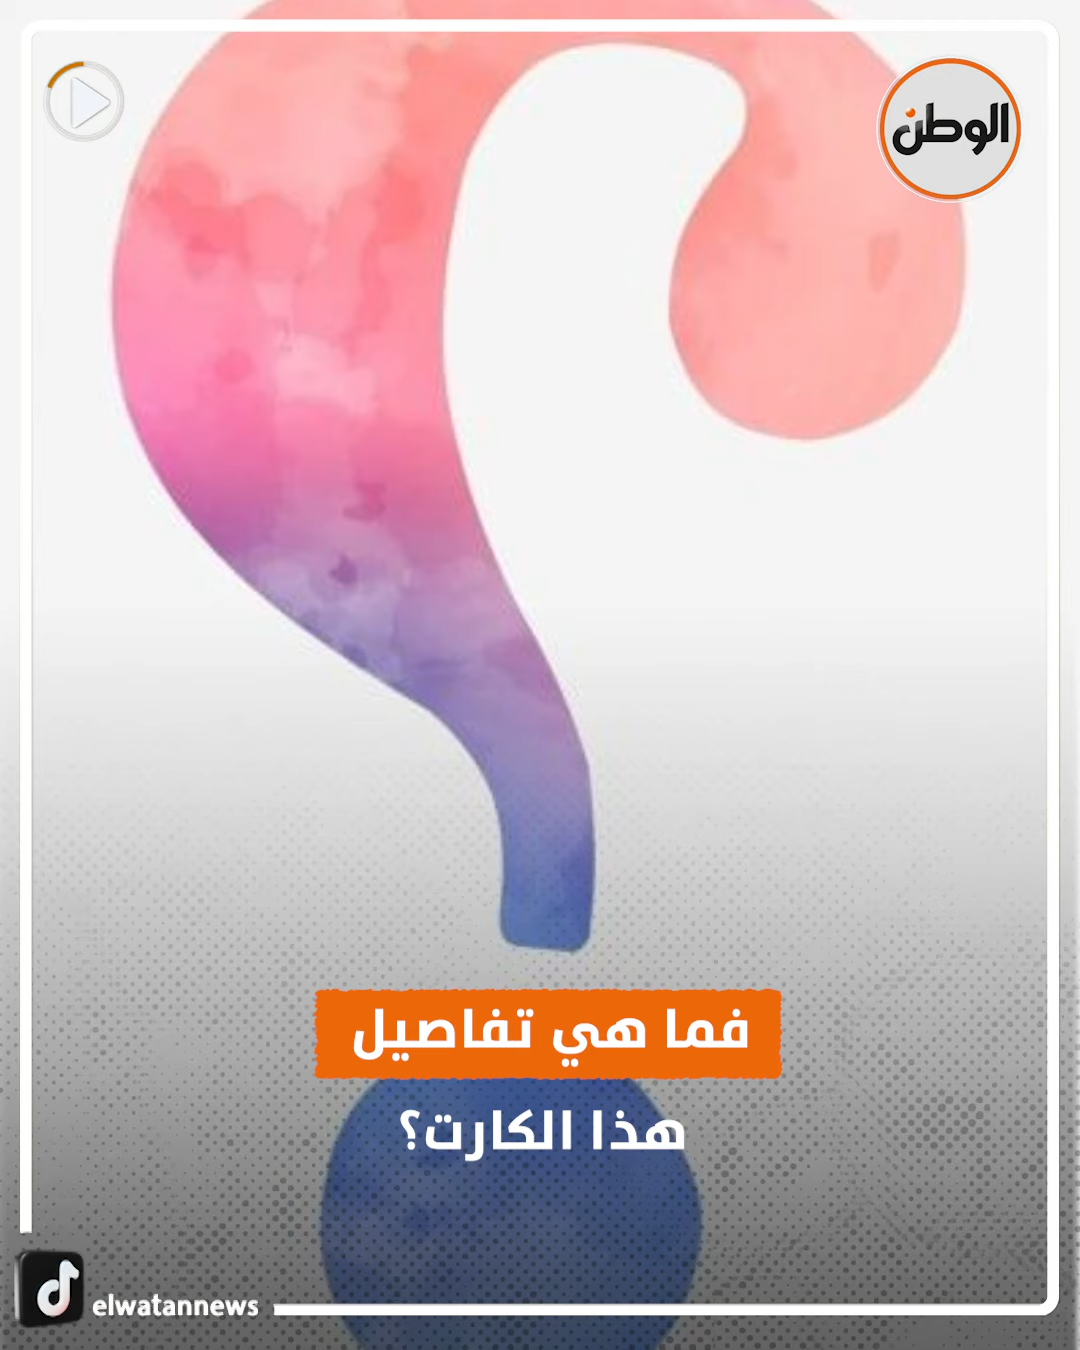 الوطن
فما هي تفاصيل
هذا الكارت؟
elwatannews